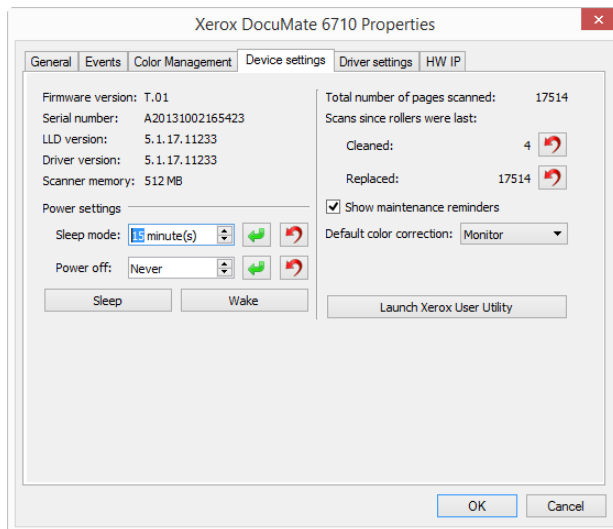 Xerox DocuMate 6710 Properties
General
Events
Color Management
Device settings
Driver settings
HW IP
Firmware version: T.01
Serial number: A20131002165423
LLD version: 5.1.17.11233
Driver version: 5.1.17.11233
Scanner memory: 512 MB
Power settings
Sleep mode: 15 minute(s)
Power off: Never
Sleep
Wake
Total number of pages scanned: 17514
Scans since rollers were last:
Cleaned: 4
Replaced: 17514
Show maintenance reminders
Default color correction: Monitor
Launch Xerox User Utility
OK
Cancel